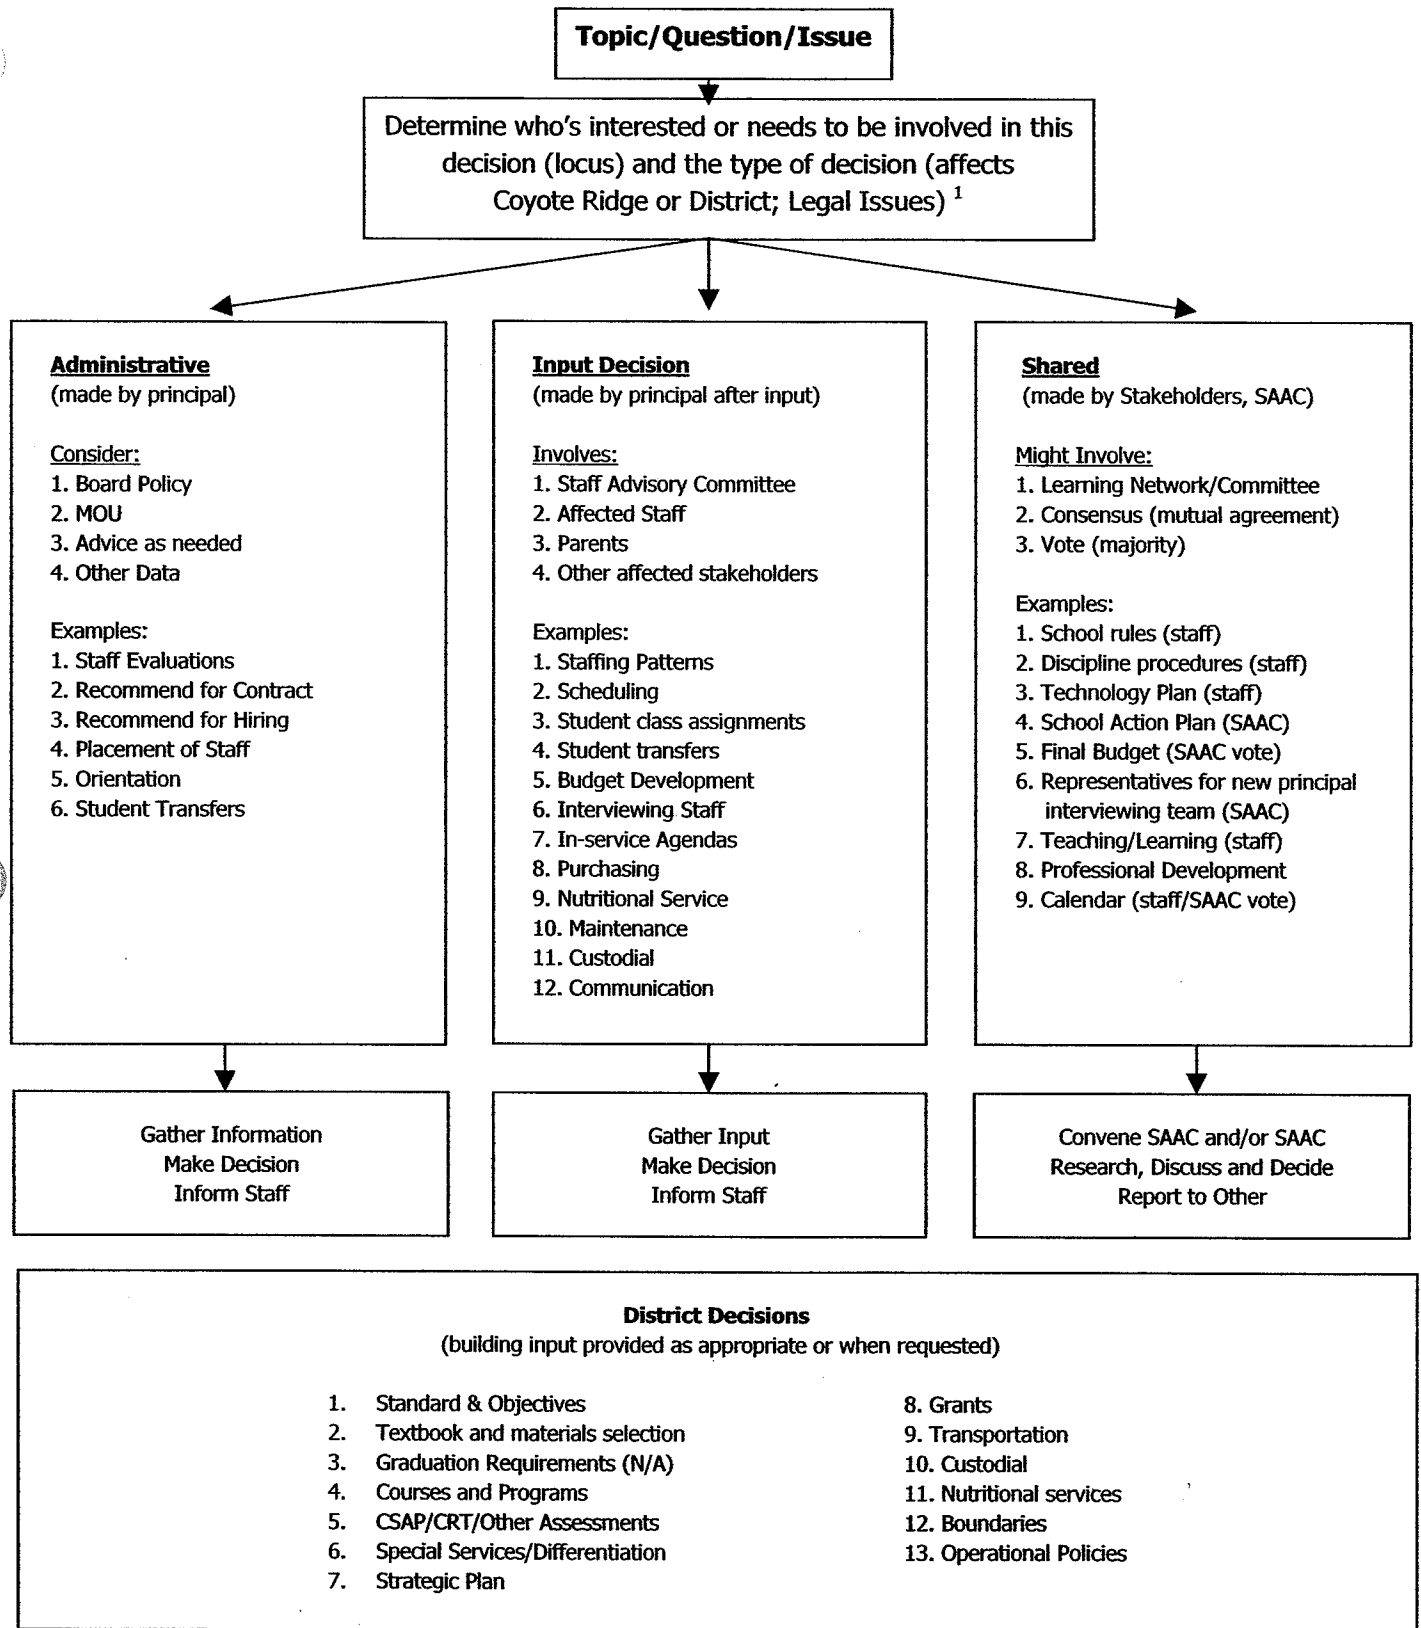 Topic/Question/Issue
Determine who's interested or needs to be involved in this
decision (locus) and the type of decision (affects
Coyote Ridge or District; Legal Issues) 1
Administrative
(made by principal)
Consider:
1. Board Policy
2. MOU
3. Advice as needed
4. Other Data
Examples:
1. Staff Evaluations
2. Recommend for Contract
3. Recommend for Hiring
4. Placement of Staff
5. Orientation
6. Student Transfers
Input Decision
(made by principal after input)
Involves:
1. Staff Advisory Committee
2. Affected Staff
3. Parents
4. Other affected stakeholders
Examples:
1. Staffing Patterns
2. Scheduling
3. Student class assignments
4. Student transfers
5. Budget Development
6. Interviewing Staff
7. In-service Agendas
8. Purchasing
9. Nutritional Service
10. Maintenance
11. Custodial
12. Communication
Shared
(made by Stakeholders, SAAC)
Might Involve:
1. Learning Network/Committee
2. Consensus (mutual agreement)
3. Vote (majority)
Examples:
1. School rules (staff)
2. Discipline procedures (staff)
3. Technology Plan (staff)
4. School Action Plan (SAAC)
5. Final Budget (SAAC vote)
6. Representatives for new principal
interviewing team (SAAC)
7. Teaching/Learning (staff)
8. Professional Development
9. Calendar (staff/SAAC vote)
Gather Information
Make Decision
Inform Staff
Gather Input
Make Decision
Inform Staff
Convene SAAC and/or SAAC
Research, Discuss and Decide
Report to Other
District Decisions
(building input provided as appropriate or when requested)
1. Standard & Objectives
2. Textbook and materials selection
3. Graduation Requirements (N/A)
4. Courses and Programs
5. CSAP/CRT/Other Assessments
6. Special Services/Differentiation
7. Strategic Plan
8. Grants
9. Transportation
10. Custodial
11. Nutritional services
12. Boundaries
13. Operational Policies